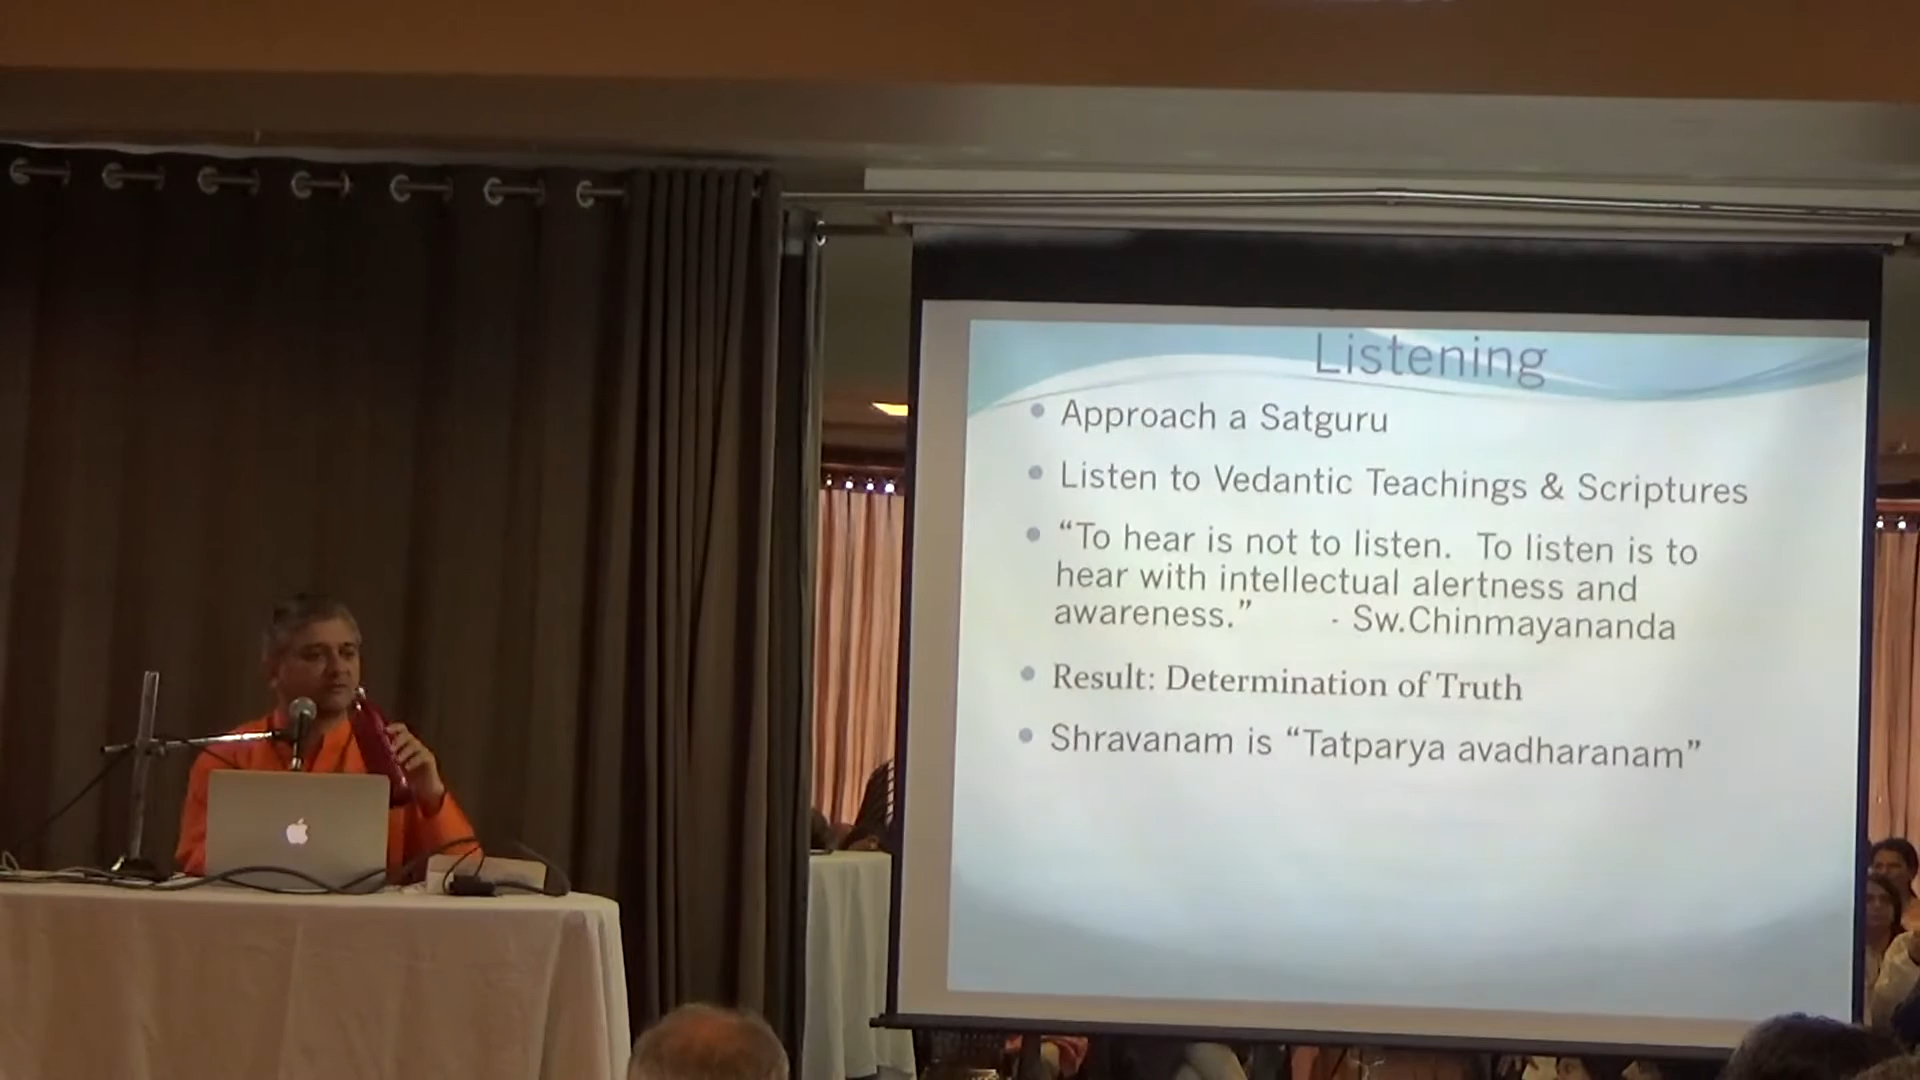 Listening
Approach a Satguru
Listen to Vedantic Teachings & Scriptures
“To hear is not to listen. To listen is to
hear with intellectual alertness and
awareness.” - Sw.Chinmayananda
Result: Determination of Truth
Shravanam is “Tatparya avadharanam”